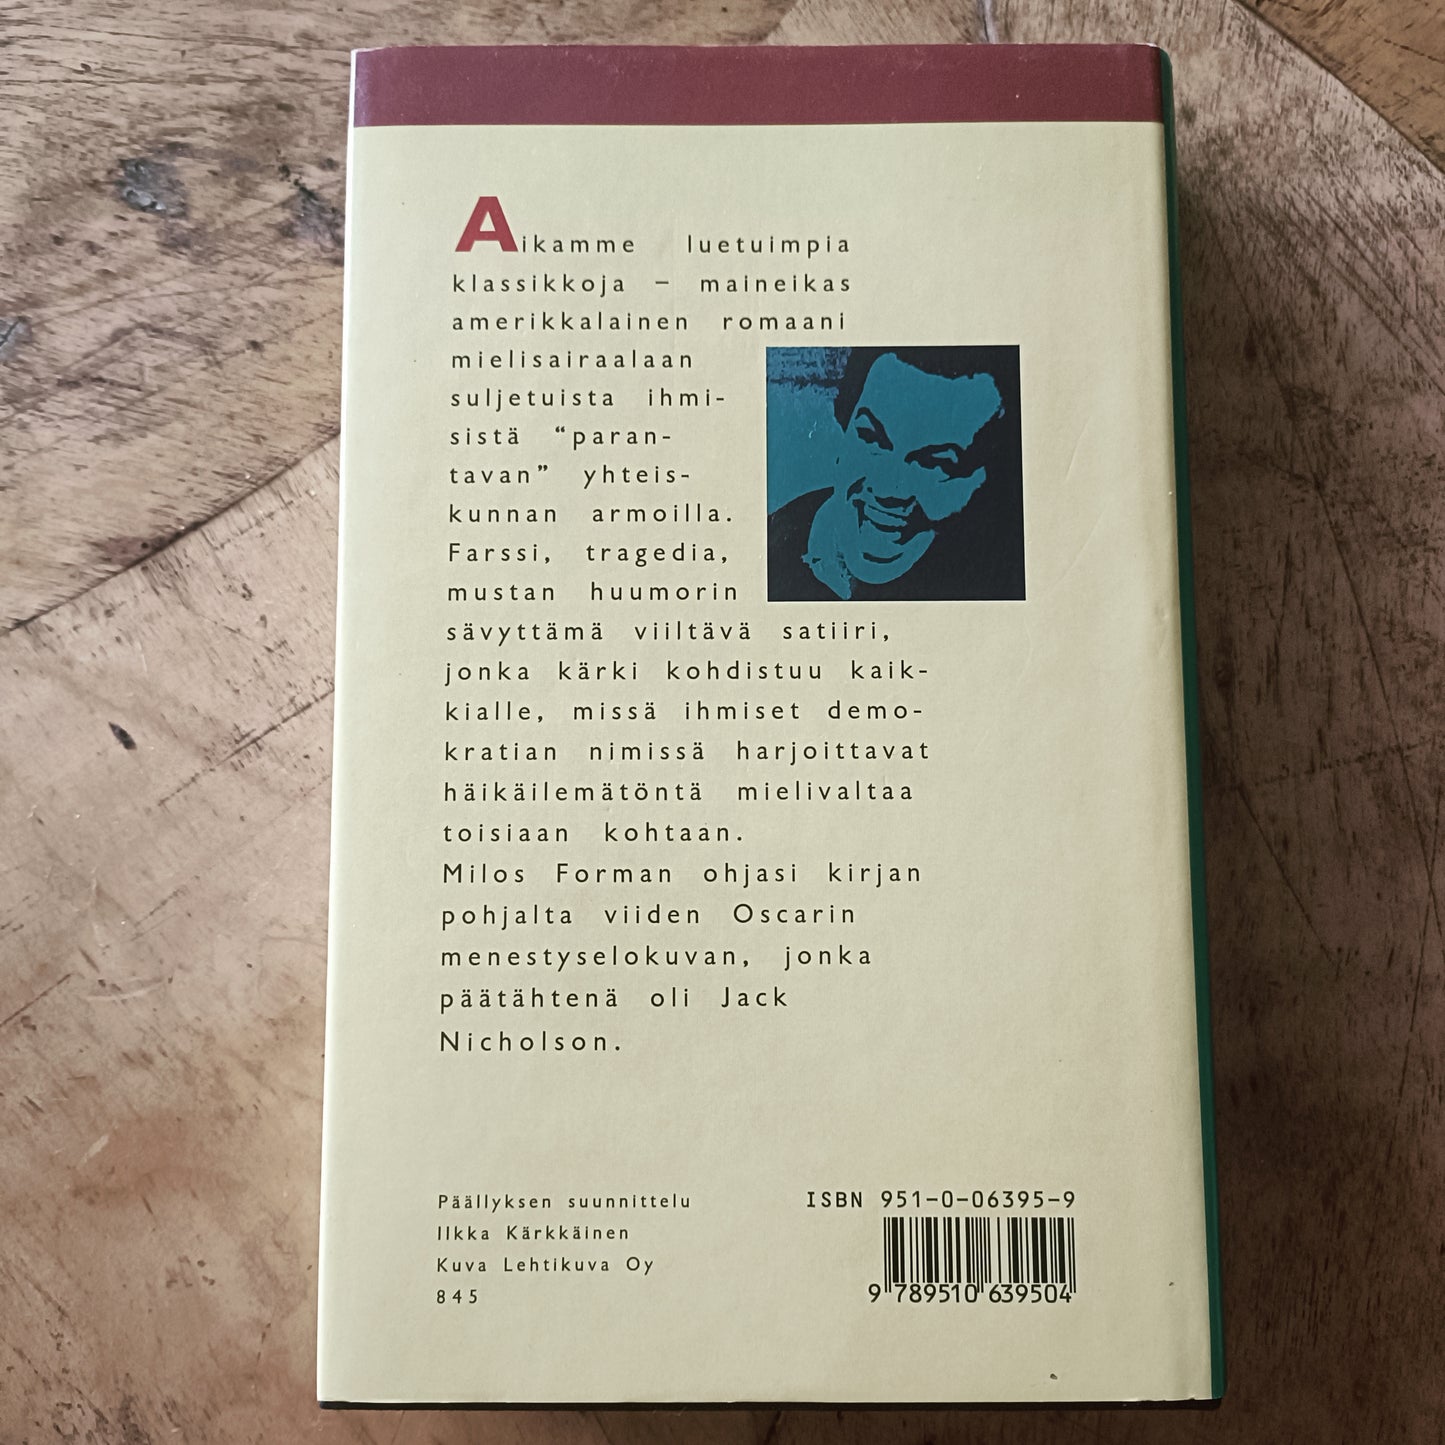 Aikamme luetuimpia
klassikkoja – maineikas
amerikkalainen romaani
mielisairaalaan
suljetuista ihmi-
sistä “paran-
tavan” yhteis-
kunnan armoilla.
Farssi, tragedia,
mustan huumorin
sävyttämä viiltävä satiiri,
jonka kärki kohdistuu kaik-
kialle, missä ihmiset demo-
kratian nimissä harjoittavat
häikäilemätöntä mielivaltaa
toisiaan kohtaan.
Milos Forman ohjasi kirjan
pohjalta viiden Oscarin
menestyselokuvan, jonka
päätähtenä oli Jack
Nicholson.
Päällyksen suunnittelu
Ilkka Kärkkäinen
Kuva Lehtikuva Oy
845
ISBN 951-0-06395-9
9 789510 639504